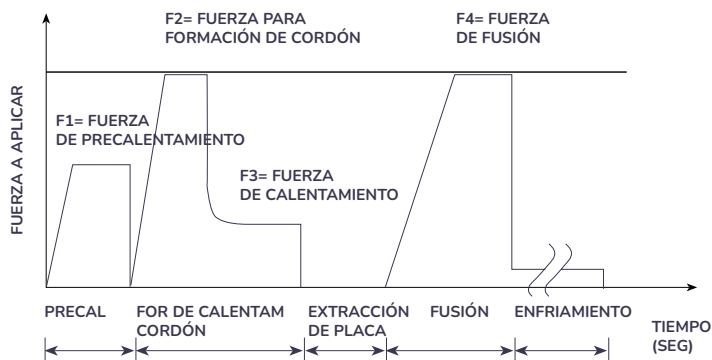 F2= FUERZA PARA
FORMACIÓN DE CORDÓN
F4= FUERZA
DE FUSIÓN
FUERZA A APLICAR
F1= FUERZA
DE PRECALENTAMIENTO
F3= FUERZA
DE CALENTAMIENTO
PRECAL
FOR DE CALENTAM
CORDÓN
EXTRACCIÓN
DE PLACA
FUSIÓN
ENFRIAMIENTO
TIEMPO
(SEG)